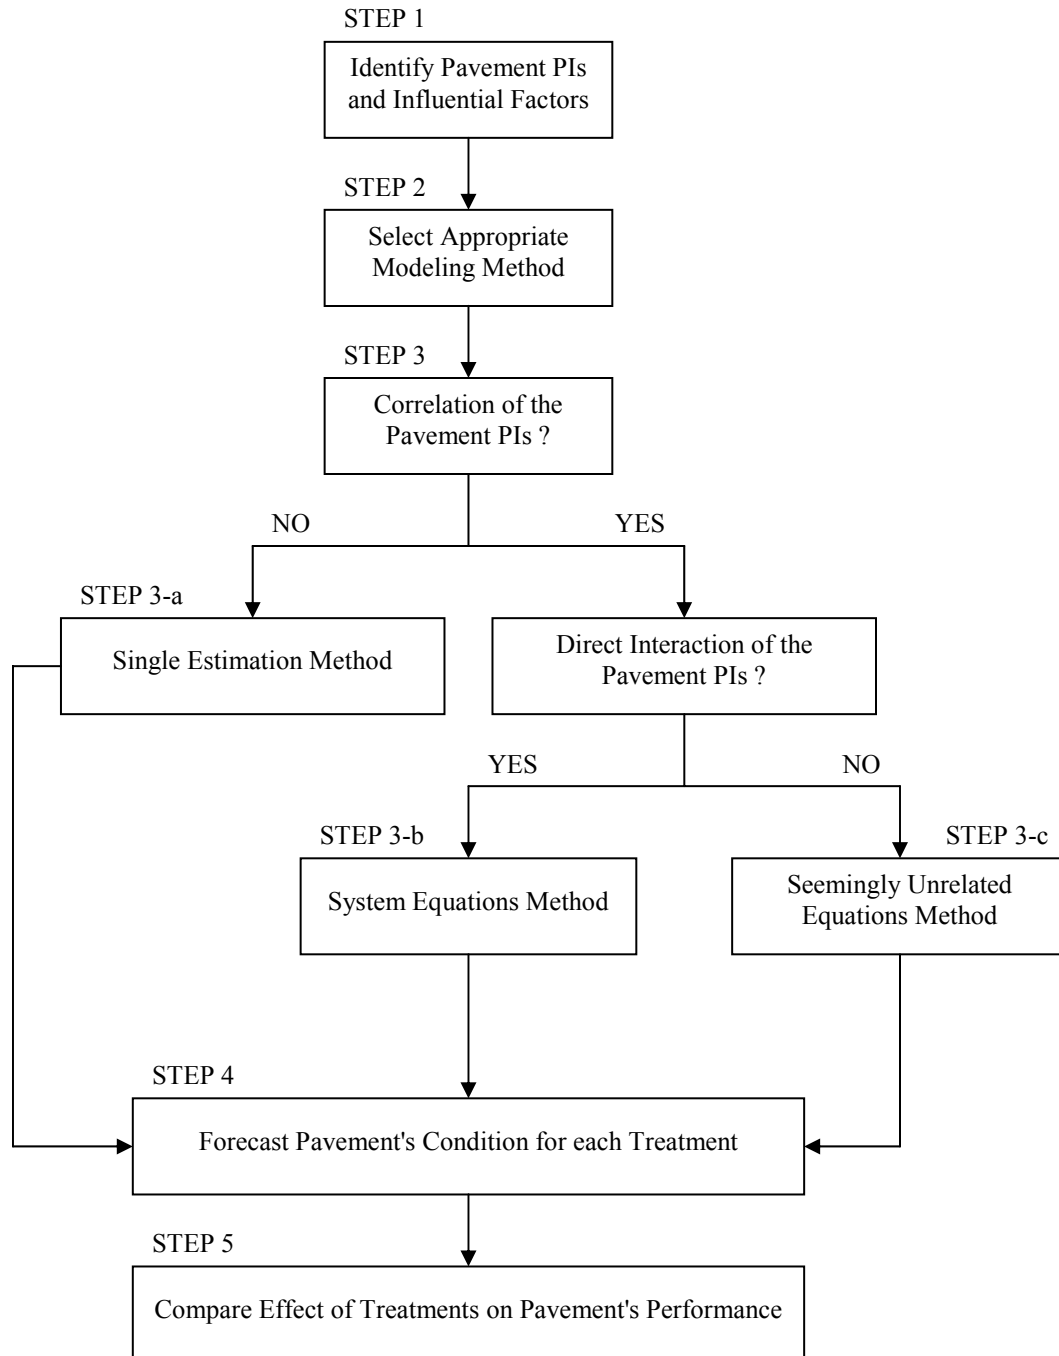 STEP 1
Identify Pavement PIs
and Influential Factors
STEP 2
Select Appropriate
Modeling Method
STEP 3
Correlation of the
Pavement PIs ?
NO
YES
STEP 3-a
Single Estimation Method
Direct Interaction of the
Pavement PIs ?
YES
NO
STEP 3-b
System Equations Method
STEP 3-c
Seemingly Unrelated
Equations Method
STEP 4
Forecast Pavement's Condition for each Treatment
STEP 5
Compare Effect of Treatments on Pavement's Performance